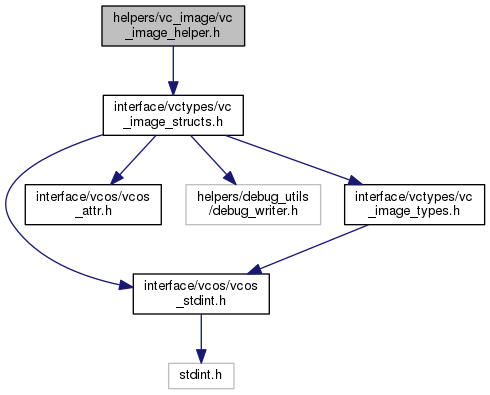 helpers/vc_image/vc
_image_helper.h
interface/vctypes/vc
_image_structs.h
interface/vcos/vcos
_attr.h
helpers/debug_utils
/debug_writer.h
interface/vctypes/vc
_image_types.h
interface/vcos/vcos
_stdint.h
stdint.h